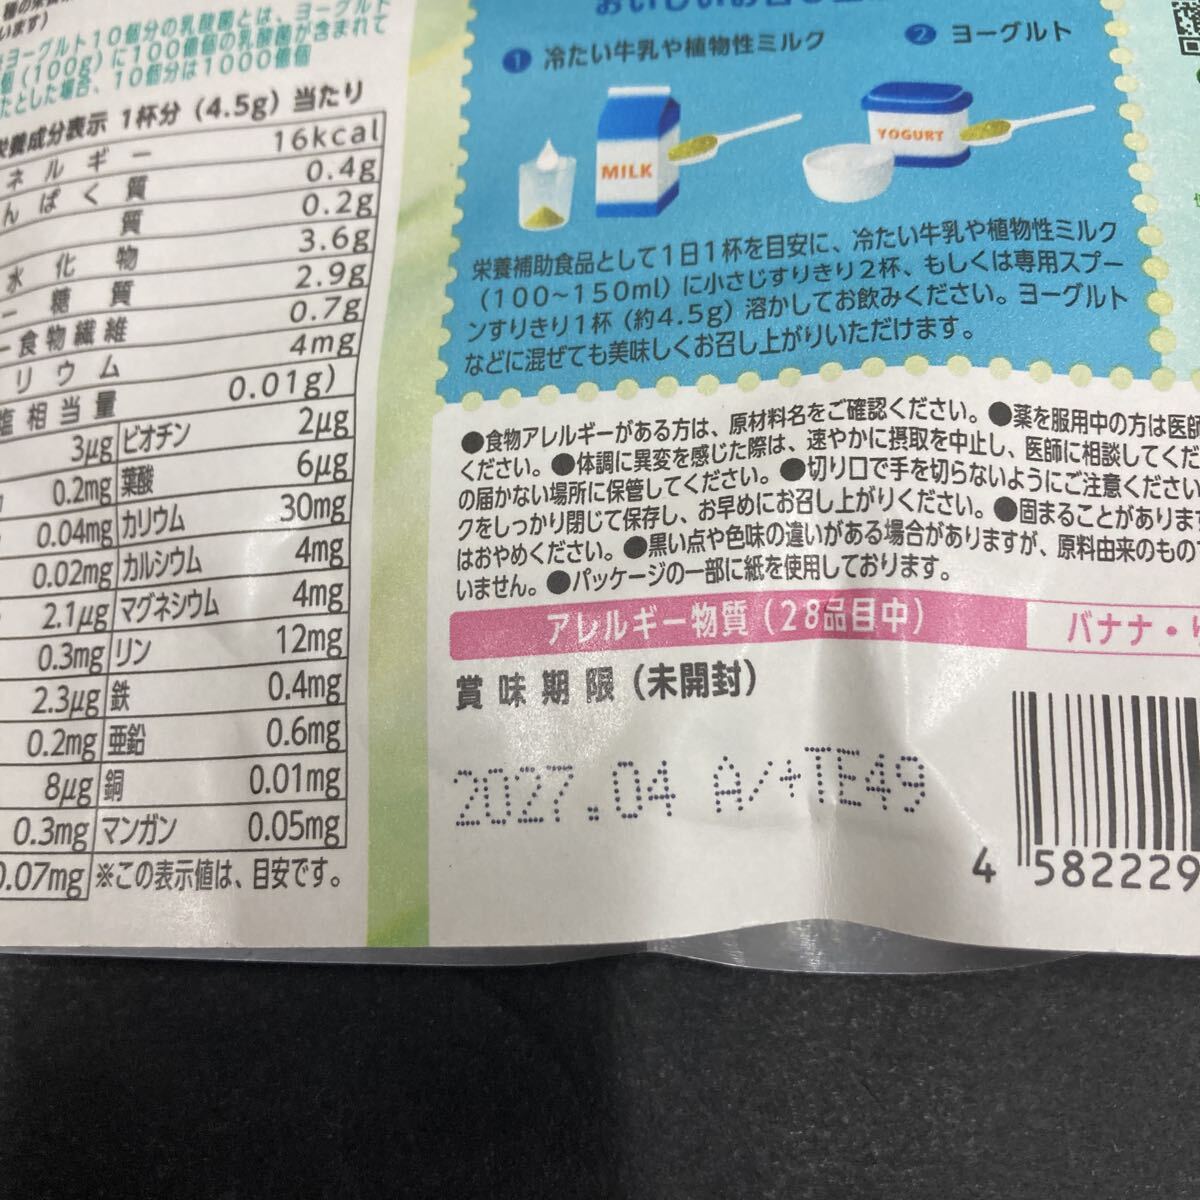 ヨーグルト10個分の乳酸菌とは、ヨーグルト
個(100g)に100億個の乳酸菌が含まれて
たとした場合、10個分は1000億個
栄養成分表示 1杯分(4.5g)当たり
ネルギー 16kcal
んぱく質 0.4g
質 0.2g
水化物 3.6g
糖質 2.9g
食物繊維 0.7g
リウム 4mg
塩相当量 0.01g)
3μg ビオチン 2μg
0.2mg 葉酸 6μg
0.04mg カリウム 30mg
0.02mg カルシウム 4mg
2.1μg マグネシウム 4mg
0.3mg リン 12mg
2.3μg 鉄 0.4mg
0.2mg 亜鉛 0.6mg
8μg 銅 0.01mg
0.3mg マンガン 0.05mg
0.07mg ※この表示値は、目安です。
❶ 冷たい牛乳や植物性ミルク
❷ ヨーグルト
MILK
YOGURT
栄養補助食品として1日1杯を目安に、冷たい牛乳や植物性ミルク
(100~150ml)に小さじすりきり2杯、もしくは専用スプー
ンすりきり1杯(約4.5g)溶かしてお飲みください。ヨーグルト
などに混ぜても美味しくお召し上がりいただけます。
●食物アレルギーがある方は、原材料名をご確認ください。●薬を服用中の方は医師
ください。●体調に異変を感じた際は、速やかに摂取を中止し、医師に相談してくだ
の届かない場所に保管してください。●切り口で手を切らないようにご注意ください
クをしっかり閉じて保存し、お早めにお召し上がりください。●固まることがありま
はおやめください。●黒い点や色味の違いがある場合がありますが、原料由来のもの
いません。●パッケージの一部に紙を使用しております。
アレルギー物質(28品目中) バナナ・
賞味期限(未開封)
2027.04 A/+TE49
4 582229